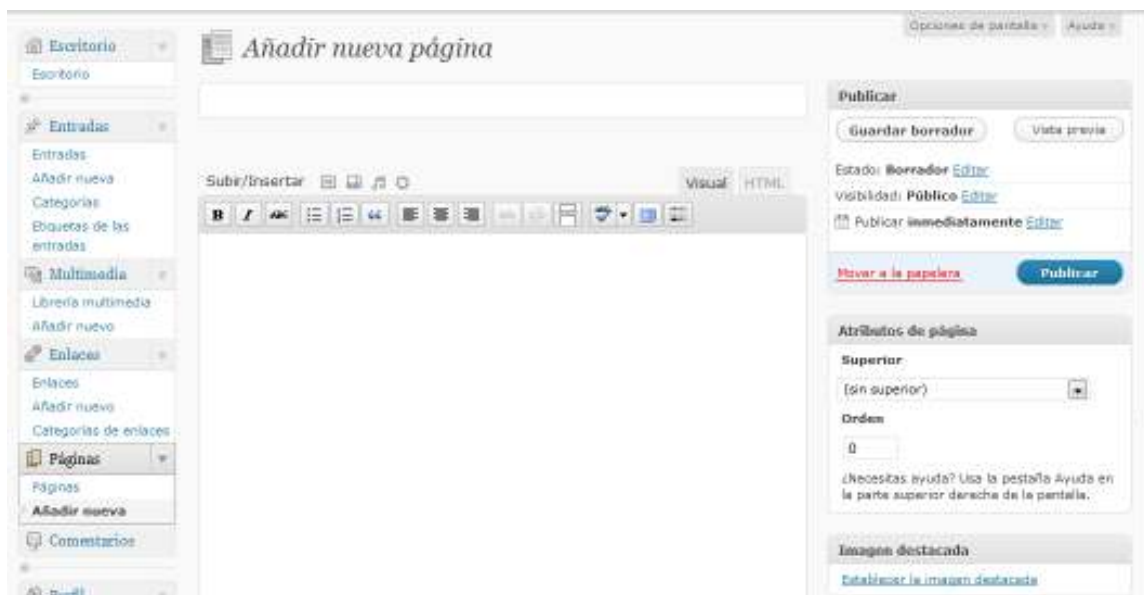 Opciones de pantalla
Ayuda
Escritorio
Escritorio
Entradas
Entradas
Añadir nueva
Categorías
Etiquetas de las
entradas
Multimedia
Librería multimedia
Añadir nuevo
Enlaces
Enlaces
Añadir nuevo
Categorías de enlaces
Páginas
Páginas
Añadir nueva
Comentarios
Perfil
Añadir nueva página
Subir/Insertar
Visual HTML
B I ABC
Publicar
Guardar borrador Vista previa
Estado: Borrador Editar
Visibilidad: Público Editar
Publicar inmediatamente Editar
Mover a la papelera Publicar
Atributos de página
Superior
(sin superior)
Orden
0
¿Necesitas ayuda? Usa la pestaña Ayuda en
la parte superior derecha de la pantalla.
Imagen destacada
Establecer la imagen destacada